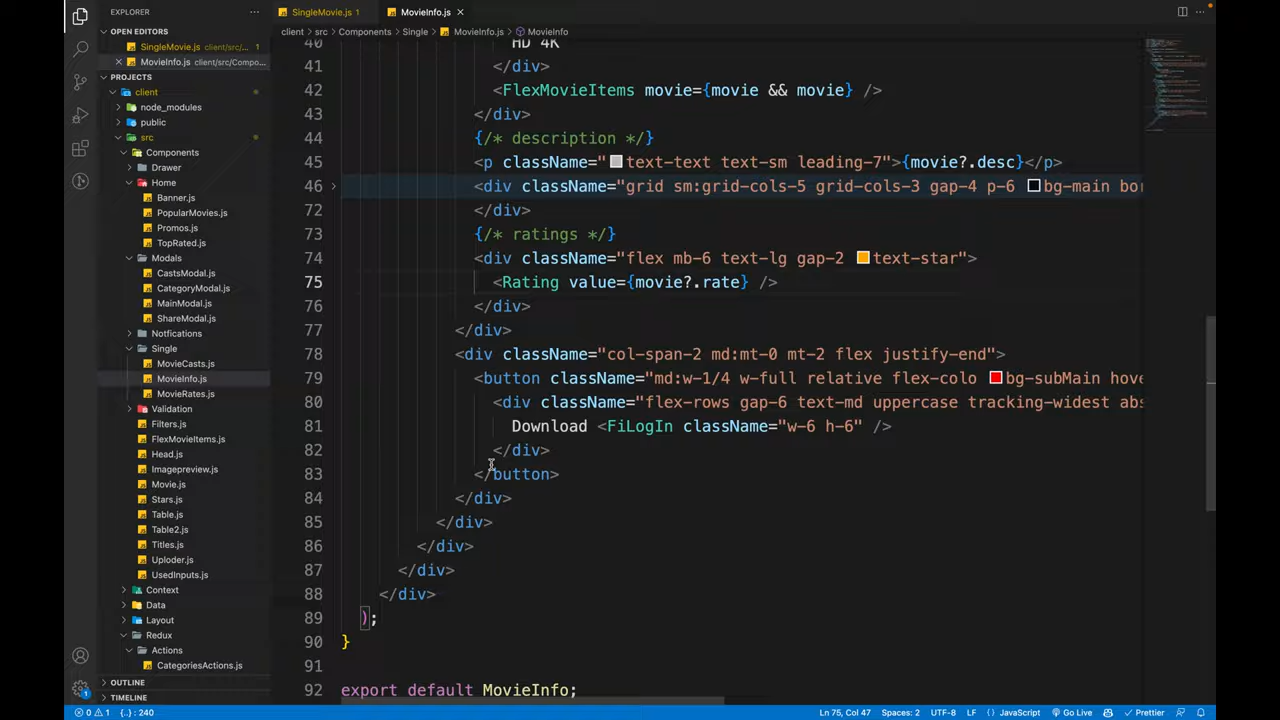 EXPLORER
SingleMovie.js 1
MovieInfo.js
OPEN EDITORS
client > src > Components > Single > MovieInfo.js > MovieInfo
SingleMovie.js client/src/... 1
MovieInfo.js client/src/Compo...
PROJECTS
client
node_modules
public
src
Components
Drawer
Home
Banner.js
PopularMovies.js
Promos.js
TopRated.js
Modals
CastsModal.js
CategoryModal.js
MainModal.js
ShareModal.js
Notfications
Single
MovieCasts.js
MovieInfo.js
MovieRates.js
Validation
Filters.js
FlexMovieItems.js
Head.js
Imagepreview.js
Movie.js
Stars.js
Table.js
Table2.js
Titles.js
Uploder.js
UsedInputs.js
Context
Data
Layout
Redux
Actions
CategoriesActions.js
OUTLINE
TIMELINE
40 HD 4K
41 </div>
42 <FlexMovieItems movie={movie && movie} />
43 </div>
44 {/* description */}
45 <p className="text-text text-sm leading-7">{movie?.desc}</p>
46 <div className="grid sm:grid-cols-5 grid-cols-3 gap-4 p-6 bg-main bor
72 </div>
73 {/* ratings */}
74 <div className="flex mb-6 text-lg gap-2 text-star">
75 <Rating value={movie?.rate} />
76 </div>
77 </div>
78 <div className="col-span-2 md:mt-0 mt-2 flex justify-end">
79 <button className="md:w-1/4 w-full relative flex-colo bg-subMain hove
80 <div className="flex-rows gap-6 text-md uppercase tracking-widest abs
81 Download <FiLogIn className="w-6 h-6" />
82 </div>
83 </button>
84 </div>
85 </div>
86 </div>
87 </div>
88 </div>
89 );
90 }
91
92 export default MovieInfo;
1
0 1 {..} : 240
Ln 75, Col 47 Spaces: 2 UTF-8 LF {} JavaScript Go Live Prettier